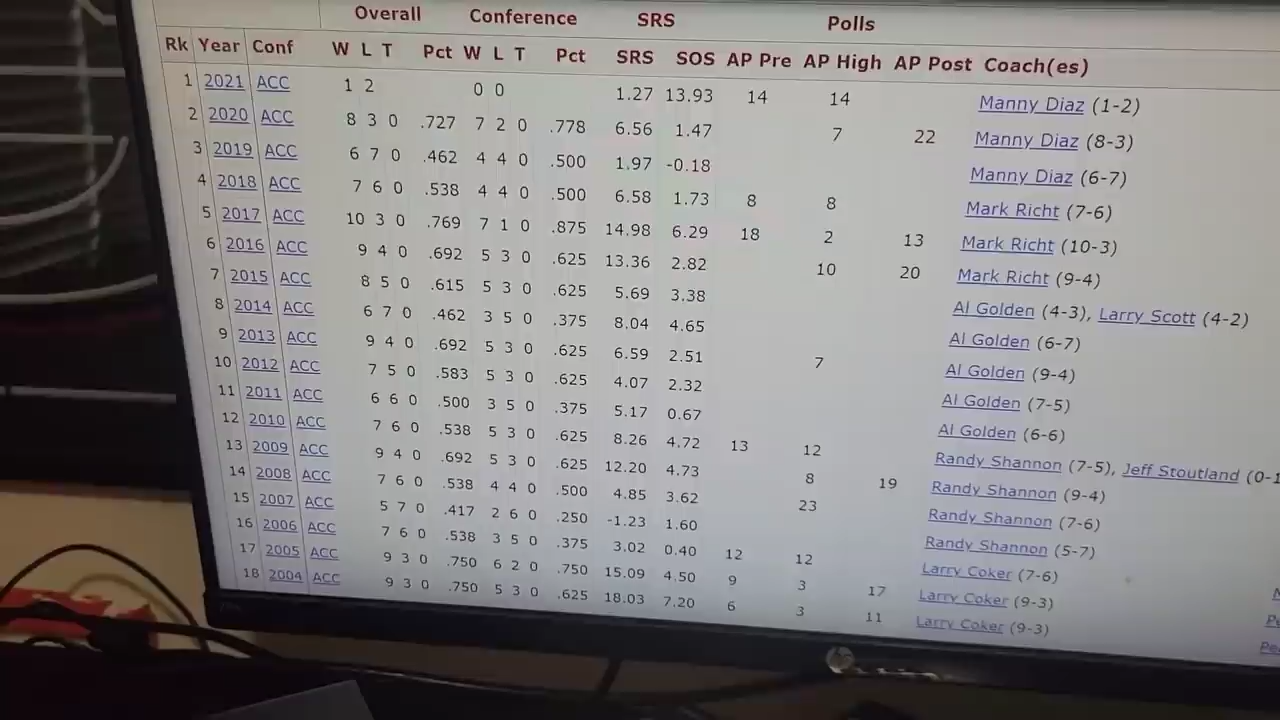 Overall Conference SRS Polls
Rk Year Conf W L T Pct W L T Pct SRS SOS AP Pre AP High AP Post Coach(es)
1 2021 ACC 1 2 0 0 1.27 13.93 14 14 Manny Diaz (1-2)
2 2020 ACC 8 3 0 .727 7 2 0 .778 6.56 1.47 7 22 Manny Diaz (8-3)
3 2019 ACC 6 7 0 .462 4 4 0 .500 1.97 -0.18 Manny Diaz (6-7)
4 2018 ACC 7 6 0 .538 4 4 0 .500 6.58 1.73 8 8 Mark Richt (7-6)
5 2017 ACC 10 3 0 .769 7 1 0 .875 14.98 6.29 18 2 13 Mark Richt (10-3)
6 2016 ACC 9 4 0 .692 5 3 0 .625 13.36 2.82 10 20 Mark Richt (9-4)
7 2015 ACC 8 5 0 .615 5 3 0 .625 5.69 3.38 Al Golden (4-3), Larry Scott (4-2)
8 2014 ACC 6 7 0 .462 3 5 0 .375 8.04 4.65 Al Golden (6-7)
9 2013 ACC 9 4 0 .692 5 3 0 .625 6.59 2.51 7 Al Golden (9-4)
10 2012 ACC 7 5 0 .583 5 3 0 .625 4.07 2.32 Al Golden (7-5)
11 2011 ACC 6 6 0 .500 3 5 0 .375 5.17 0.67 Al Golden (6-6)
12 2010 ACC 7 6 0 .538 5 3 0 .625 8.26 4.72 13 12 Randy Shannon (7-5), Jeff Stoutland (0-1
13 2009 ACC 9 4 0 .692 5 3 0 .625 12.20 4.73 8 19 Randy Shannon (9-4)
14 2008 ACC 7 6 0 .538 4 4 0 .500 4.85 3.62 23 Randy Shannon (7-6)
15 2007 ACC 5 7 0 .417 2 6 0 .250 -1.23 1.60 Randy Shannon (5-7)
16 2006 ACC 7 6 0 .538 3 5 0 .375 3.02 0.40 12 12 Larry Coker (7-6)
17 2005 ACC 9 3 0 .750 6 2 0 .750 15.09 4.50 9 3 17 Larry Coker (9-3)
18 2004 ACC 9 3 0 .750 5 3 0 .625 18.03 7.20 6 3 11 Larry Coker (9-3)
hp